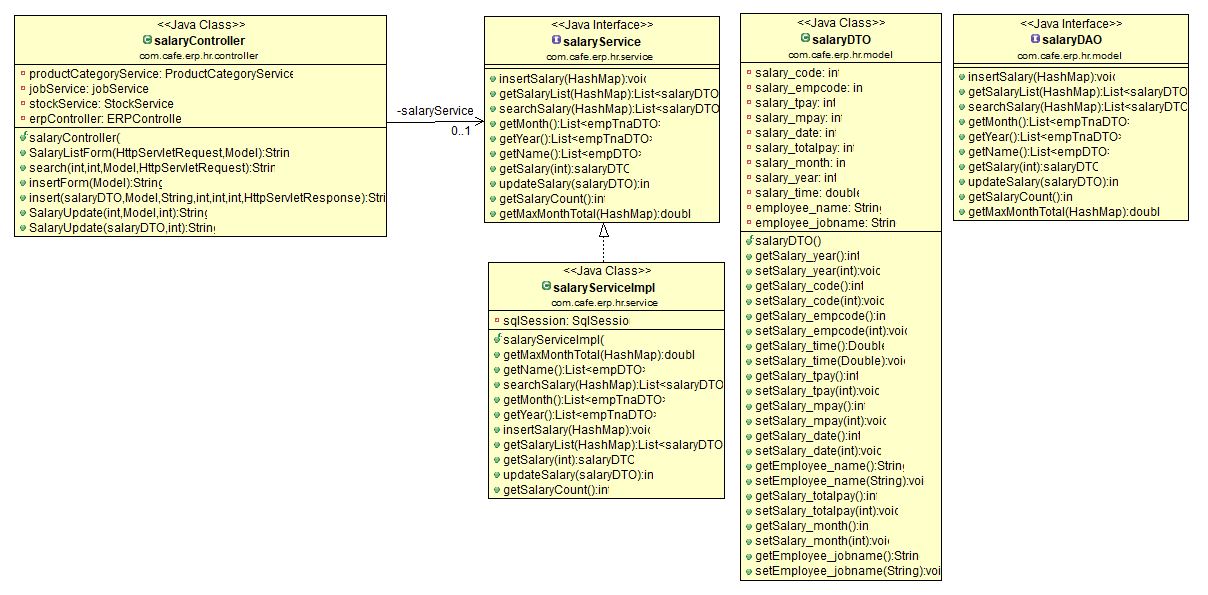 <<Java Class>>
salaryController
com.cafe.erp.hr.controller
productCategoryService: ProductCategoryService
jobService: jobService
stockService: StockService
erpController: ERPControlle
salaryController(
SalaryListForm(HttpServletRequest,Model):Strin
search(int,int,Model,HttpServletRequest):Strin
insertForm(Model):String
insert(salaryDTO,Model,String,int,int,int,HttpServletResponse):Stri
SalaryUpdate(int,Model,int):String
SalaryUpdate(salaryDTO,int):String
-salaryService
0..1
<<Java Interface>>
salaryService
com.cafe.erp.hr.service
insertSalary(HashMap):voic
getSalaryList(HashMap):List<salaryDTO
searchSalary(HashMap):List<salaryDTO
getMonth():List<empTnaDTO>
getYear():List<empTnaDTO>
getName():List<empDTO>
getSalary(int):salaryDTC
updateSalary(salaryDTO):in
getSalaryCount():int
getMaxMonthTotal(HashMap):doubl
<<Java Class>>
salaryServiceImpl
com.cafe.erp.hr.service
sqlSession: SqlSessio
salaryServiceImpl(
getMaxMonthTotal(HashMap):doubl
getName():List<empDTO>
searchSalary(HashMap):List<salaryDTO
getMonth():List<empTnaDTO>
getYear():List<empTnaDTO>
insertSalary(HashMap):voic
getSalaryList(HashMap):List<salaryDTO
getSalary(int):salaryDTC
updateSalary(salaryDTO):in
getSalaryCount():int
<<Java Class>>
salaryDTO
com.cafe.erp.hr.model
salary_code: int
salary_empcode: in
salary_tpay: int
salary_mpay: in
salary_date: int
salary_totalpay: int
salary_month: in
salary_year: int
salary_time: double
employee_name: String
employee_jobname: Strin
salaryDTO()
getSalary_year():int
setSalary_year(int):voic
getSalary_code():int
setSalary_code(int):voic
getSalary_empcode():in
setSalary_empcode(int):voic
getSalary_time():Double
setSalary_time(Double):voi
getSalary_tpay():int
setSalary_tpay(int):voic
getSalary_mpay():int
setSalary_mpay(int):voic
getSalary_date():int
setSalary_date(int):voic
getEmployee_name():String
setEmployee_name(String):voi
getSalary_totalpay():int
setSalary_totalpay(int):voic
getSalary_month():in
setSalary_month(int):voic
getEmployee_jobname():Strin
setEmployee_jobname(String):voi
<<Java Interface>>
salaryDAO
com.cafe.erp.hr.model
insertSalary(HashMap):voic
getSalaryList(HashMap):List<salaryDTO
searchSalary(HashMap):List<salaryDTO
getMonth():List<empTnaDTO>
getYear():List<empTnaDTO>
getName():List<empDTO>
getSalary(int):salaryDTC
updateSalary(salaryDTO):in
getSalaryCount():int
getMaxMonthTotal(HashMap):doubl